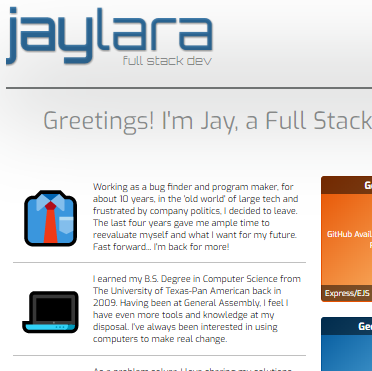 jaylara
full stack dev
Greetings! I'm Jay, a Full Stack
Working as a bug finder and program maker, for
about 10 years, in the 'old world' of large tech and
frustrated by company politics, I decided to leave.
The last four years gave me ample time to
reevaluate myself and what I want for my future.
Fast forward... I'm back for more!
I earned my B.S. Degree in Computer Science from
The University of Texas-Pan American back in
2009. Having been at General Assembly, I feel I
have even more tools and knowledge at my
disposal. I've always been interested in using
computers to make real change.
GitHub Avail
Express/EJS
Geo